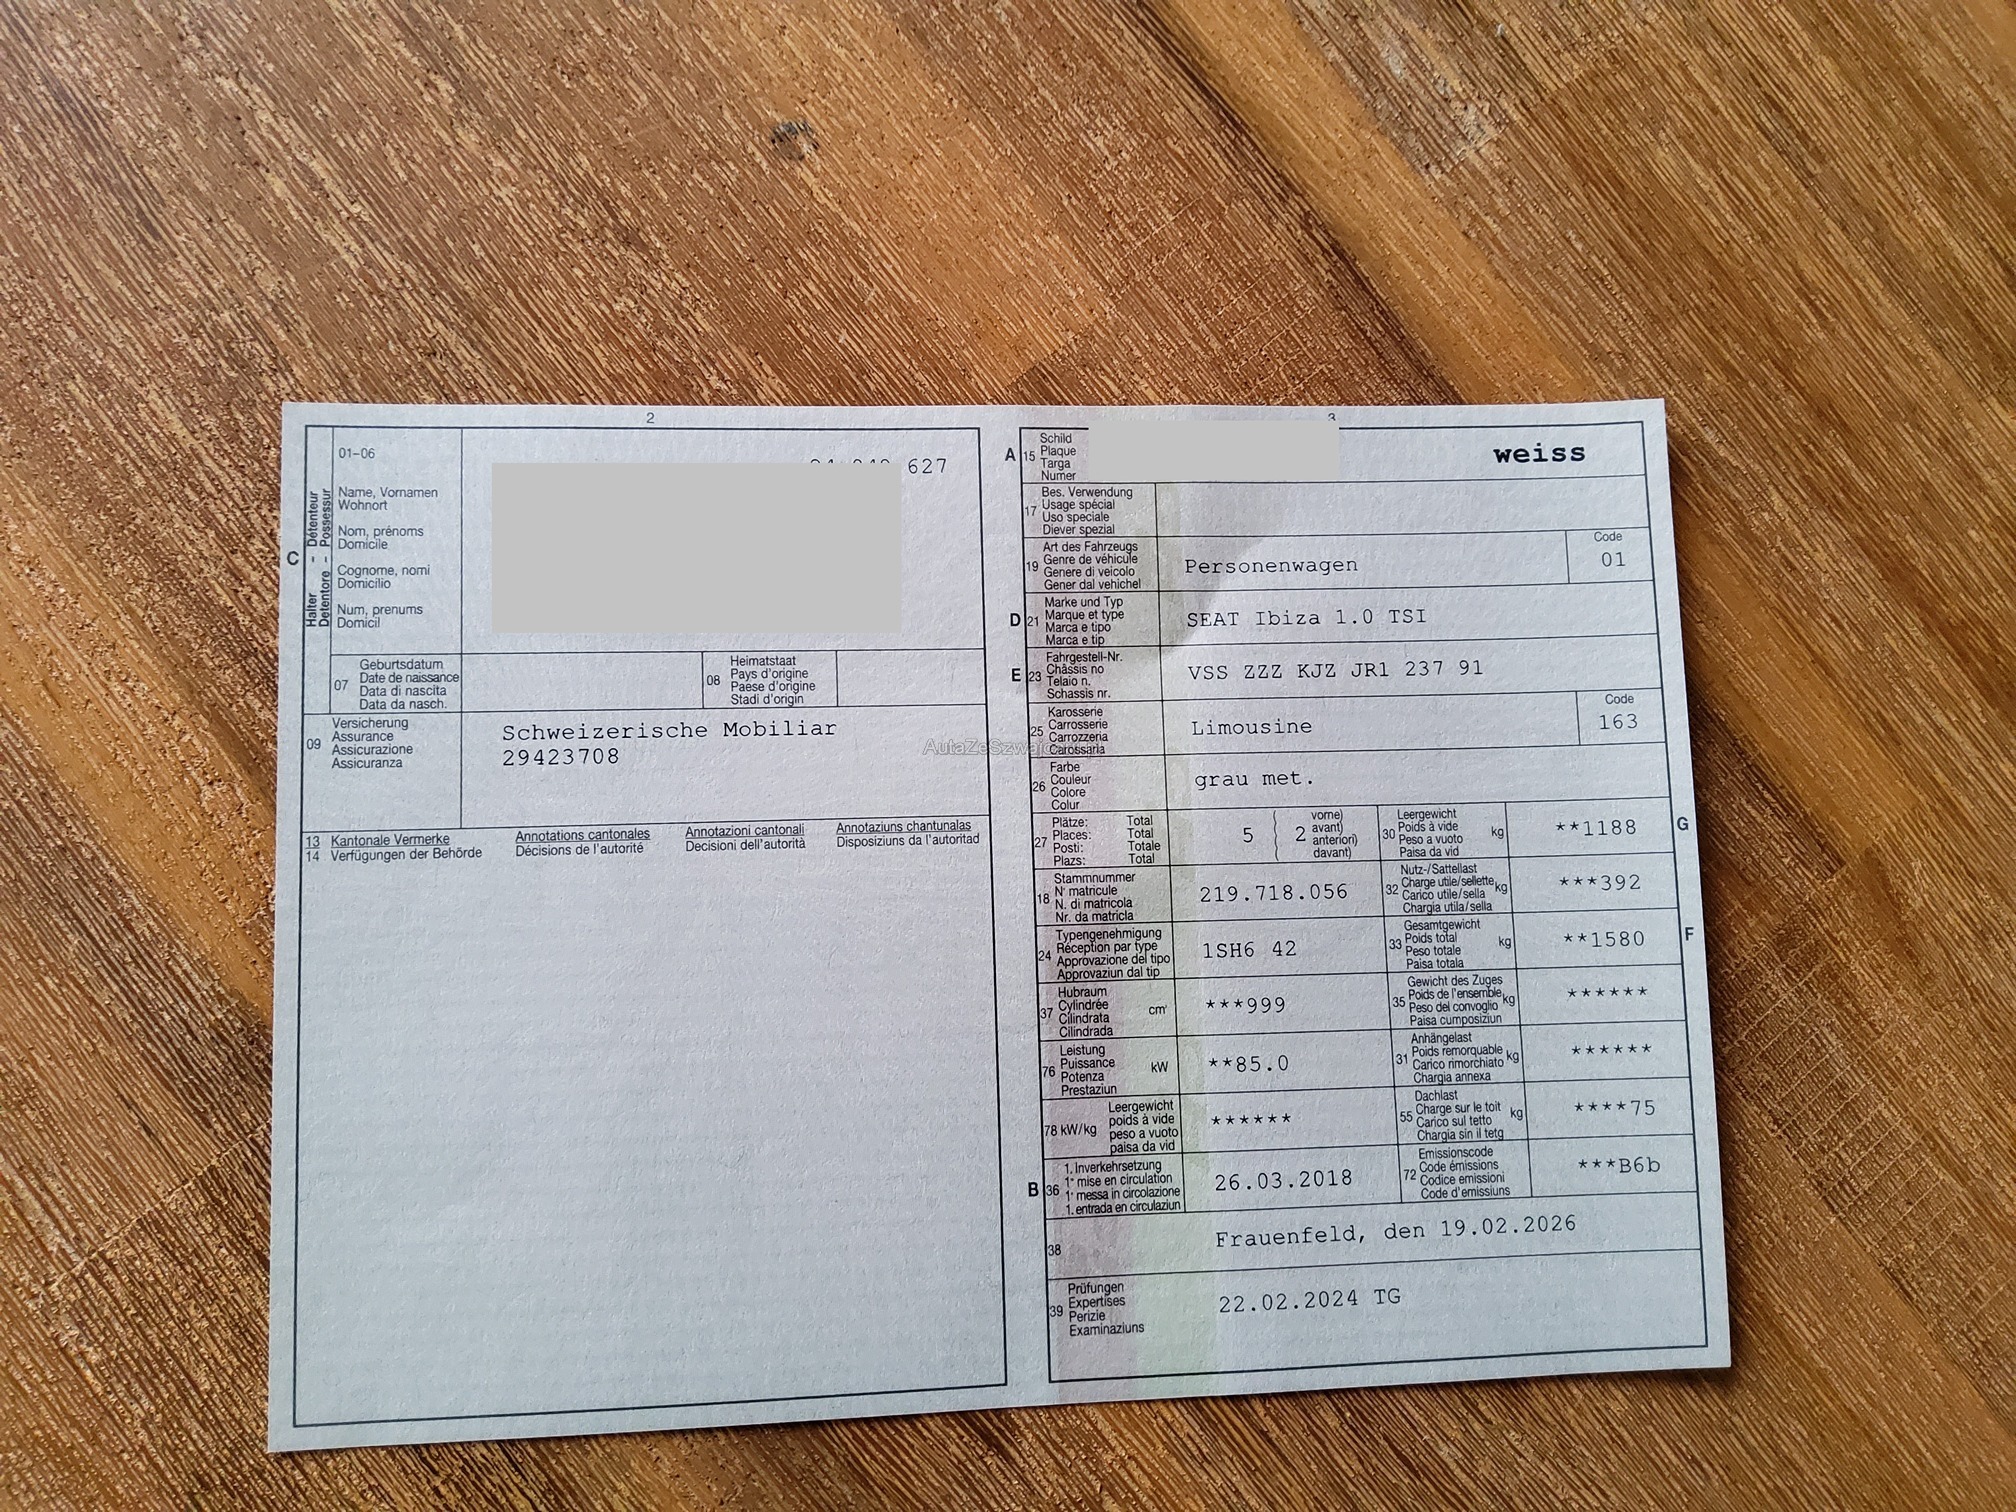 2
01-06
627
C
Halter - Détenteur
Detentore - Possessur
Name, Vornamen
Wohnort
Nom, prénoms
Domicile
Cognome, nomi
Domicilio
Num, prenums
Domicil
07
Geburtsdatum
Date de naissance
Data di nascita
Data da nasch.
08
Heimatstaat
Pays d'origine
Paese d'origine
Stadi d'origin
09
Versicherung
Assurance
Assicurazione
Assicuranza
Schweizerische Mobiliar
29423708
13 Kantonale Vermerke
14 Verfügungen der Behörde
Annotations cantonales
Décisions de l'autorité
Annotazioni cantonali
Decisioni dell'autorità
Annotaziuns chantunalas
Disposiziuns da l'autoritad
3
A
15
Schild
Plaque
Targa
Numer
weiss
17
Bes. Verwendung
Usage spécial
Uso speciale
Diever spezial
19
Art des Fahrzeugs
Genre de véhicule
Genere di veicolo
Gener dal vehichel
Personenwagen
Code
01
D
21
Marke und Typ
Marque et type
Marca e tipo
Marca e tip
SEAT Ibiza 1.0 TSI
E
23
Fahrgestell-Nr.
Châssis no
Telaio n.
Schassis nr.
VSS ZZZ KJZ JR1 237 91
25
Karosserie
Carrosserie
Carrozzeria
Carossaria
Limousine
Code
163
26
Farbe
Couleur
Colore
Colur
grau met.
27
Plätze: Total
Places: Total
Posti: Totale
Plazs: Total
5
2
vorne)
avant)
anteriori)
davant)
30
Leergewicht
Poids à vide
Peso a vuoto
Paisa da vid
kg
**1188
G
18
Stammnummer
N° matricule
N. di matricola
Nr. da matricla
219.718.056
32
Nutz-/Sattellast
Charge utile/sellette
Carico utile/sella
Chargia utila/sella
kg
***392
24
Typengenehmigung
Réception par type
Approvazione del tipo
Approvaziun dal tip
1SH6 42
33
Gesamtgewicht
Poids total
Peso totale
Paisa totala
kg
**1580
F
37
Hubraum
Cylindrée
Cilindrata
Cilindrada
cm³
***999
35
Gewicht des Zuges
Poids de l'ensemble
Peso del convoglio
Paisa cumposiziun
kg
******
76
Leistung
Puissance
Potenza
Prestaziun
kW
**85.0
31
Anhängelast
Poids remorquable
Carico rimorchiato
Chargia annexa
kg
******
78 kW/kg
Leergewicht
poids à vide
peso a vuoto
paisa da vid
******
55
Dachlast
Charge sur le toit
Carico sul tetto
Chargia sin il tetg
kg
****75
B
36
1. Inverkehrsetzung
1ª mise en circulation
1ª messa in circolazione
1. entrada en circulaziun
26.03.2018
72
Emissionscode
Code émissions
Codice emissioni
Code d'emissiuns
***B6b
38
Frauenfeld, den 19.02.2026
39
Prüfungen
Expertises
Perizie
Examinaziuns
22.02.2024 TG